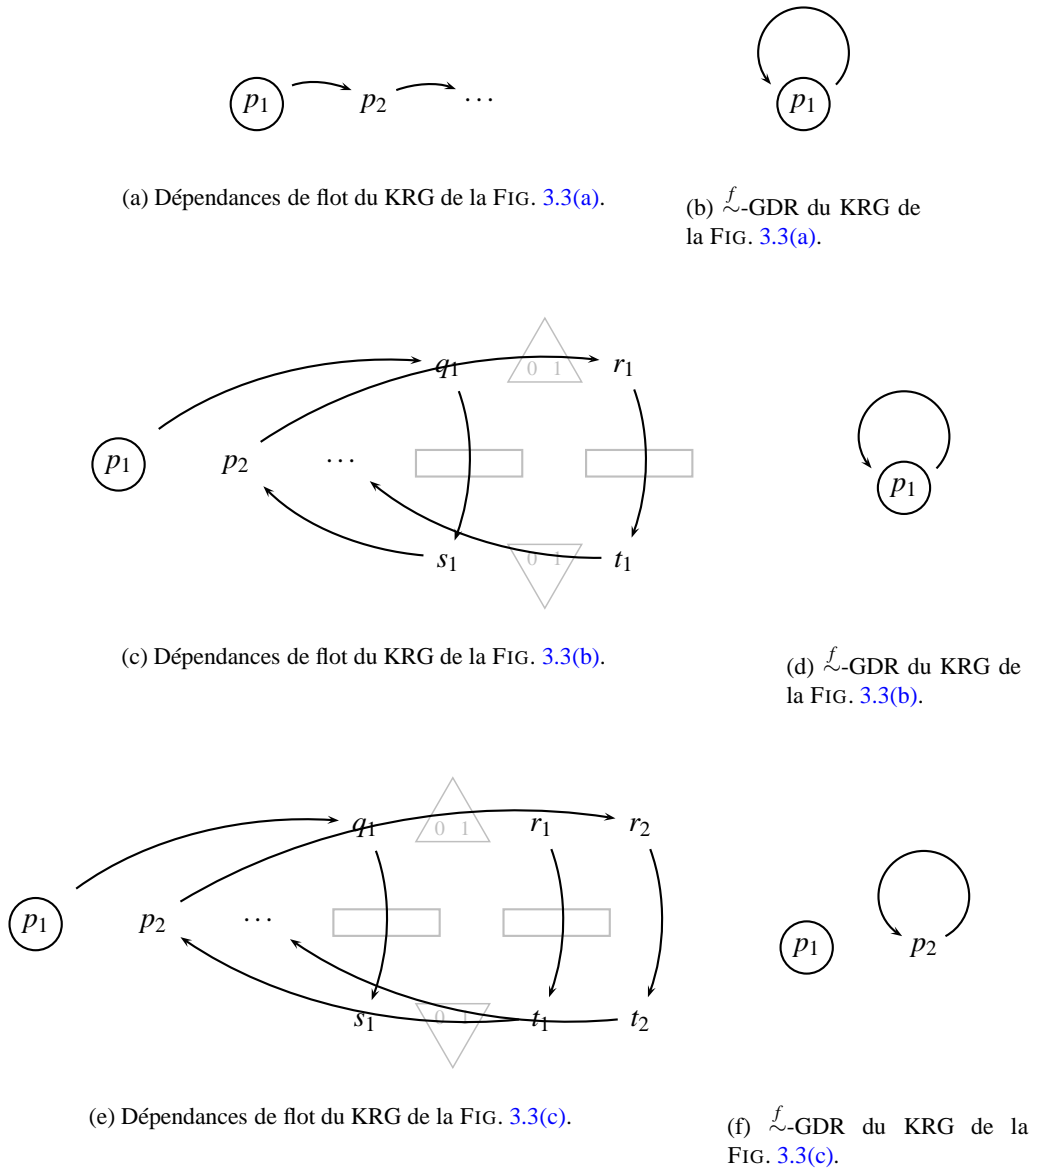 p1 p2 ··· p1
(a) Dépendances de flot du KRG de la FIG. 3.3(a).
(b) f∼-GDR du KRG de
la FIG. 3.3(a).
q1 0 1 r1
p1 p2 ··· p1
s1 0 1 t1
(c) Dépendances de flot du KRG de la FIG. 3.3(b).
(d) f∼-GDR du KRG de
la FIG. 3.3(b).
q1 0 1 r1 r2
p1 p2 ··· p1 p2
s1 0 1 t1 t2
(e) Dépendances de flot du KRG de la FIG. 3.3(c).
(f) f∼-GDR du KRG de la
FIG. 3.3(c).